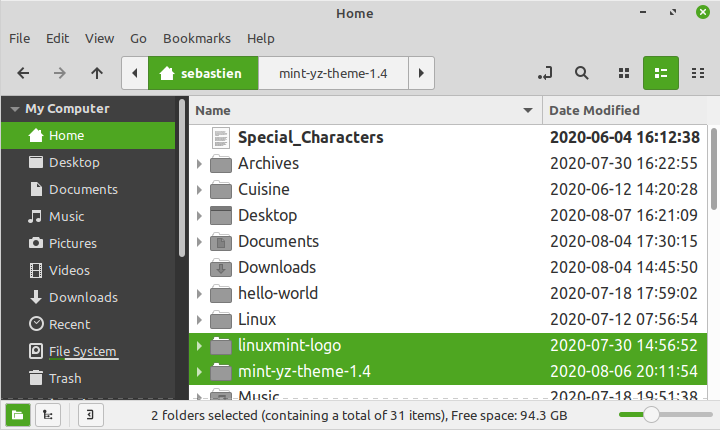 Home
File Edit View Go Bookmarks Help
sebastien mint-yz-theme-1.4
My Computer
Home
Desktop
Documents
Music
Pictures
Videos
Downloads
Recent
File System
Trash
Name Date Modified
Special_Characters 2020-06-04 16:12:38
Archives 2020-07-30 16:22:55
Cuisine 2020-06-12 14:20:28
Desktop 2020-08-07 16:21:09
Documents 2020-08-04 17:30:15
Downloads 2020-08-04 14:45:50
hello-world 2020-07-18 17:59:02
Linux 2020-07-12 07:56:54
linuxmint-logo 2020-07-30 14:56:52
mint-yz-theme-1.4 2020-08-06 20:11:54
Music 2020-07-18 19:51:38
2 folders selected (containing a total of 31 items), Free space: 94.3 GB